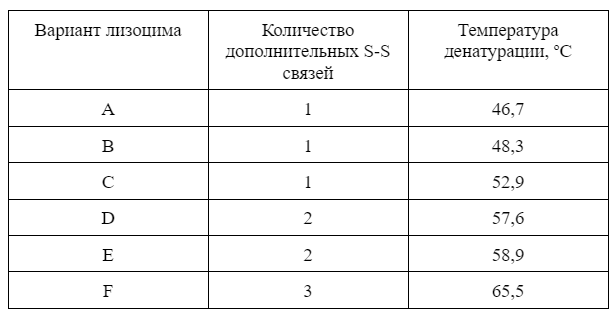 Вариант лизоцима
Количество
дополнительных S-S
связей
Температура
денатурации, °С
A
1
46,7
B
1
48,3
C
1
52,9
D
2
57,6
E
2
58,9
F
3
65,5